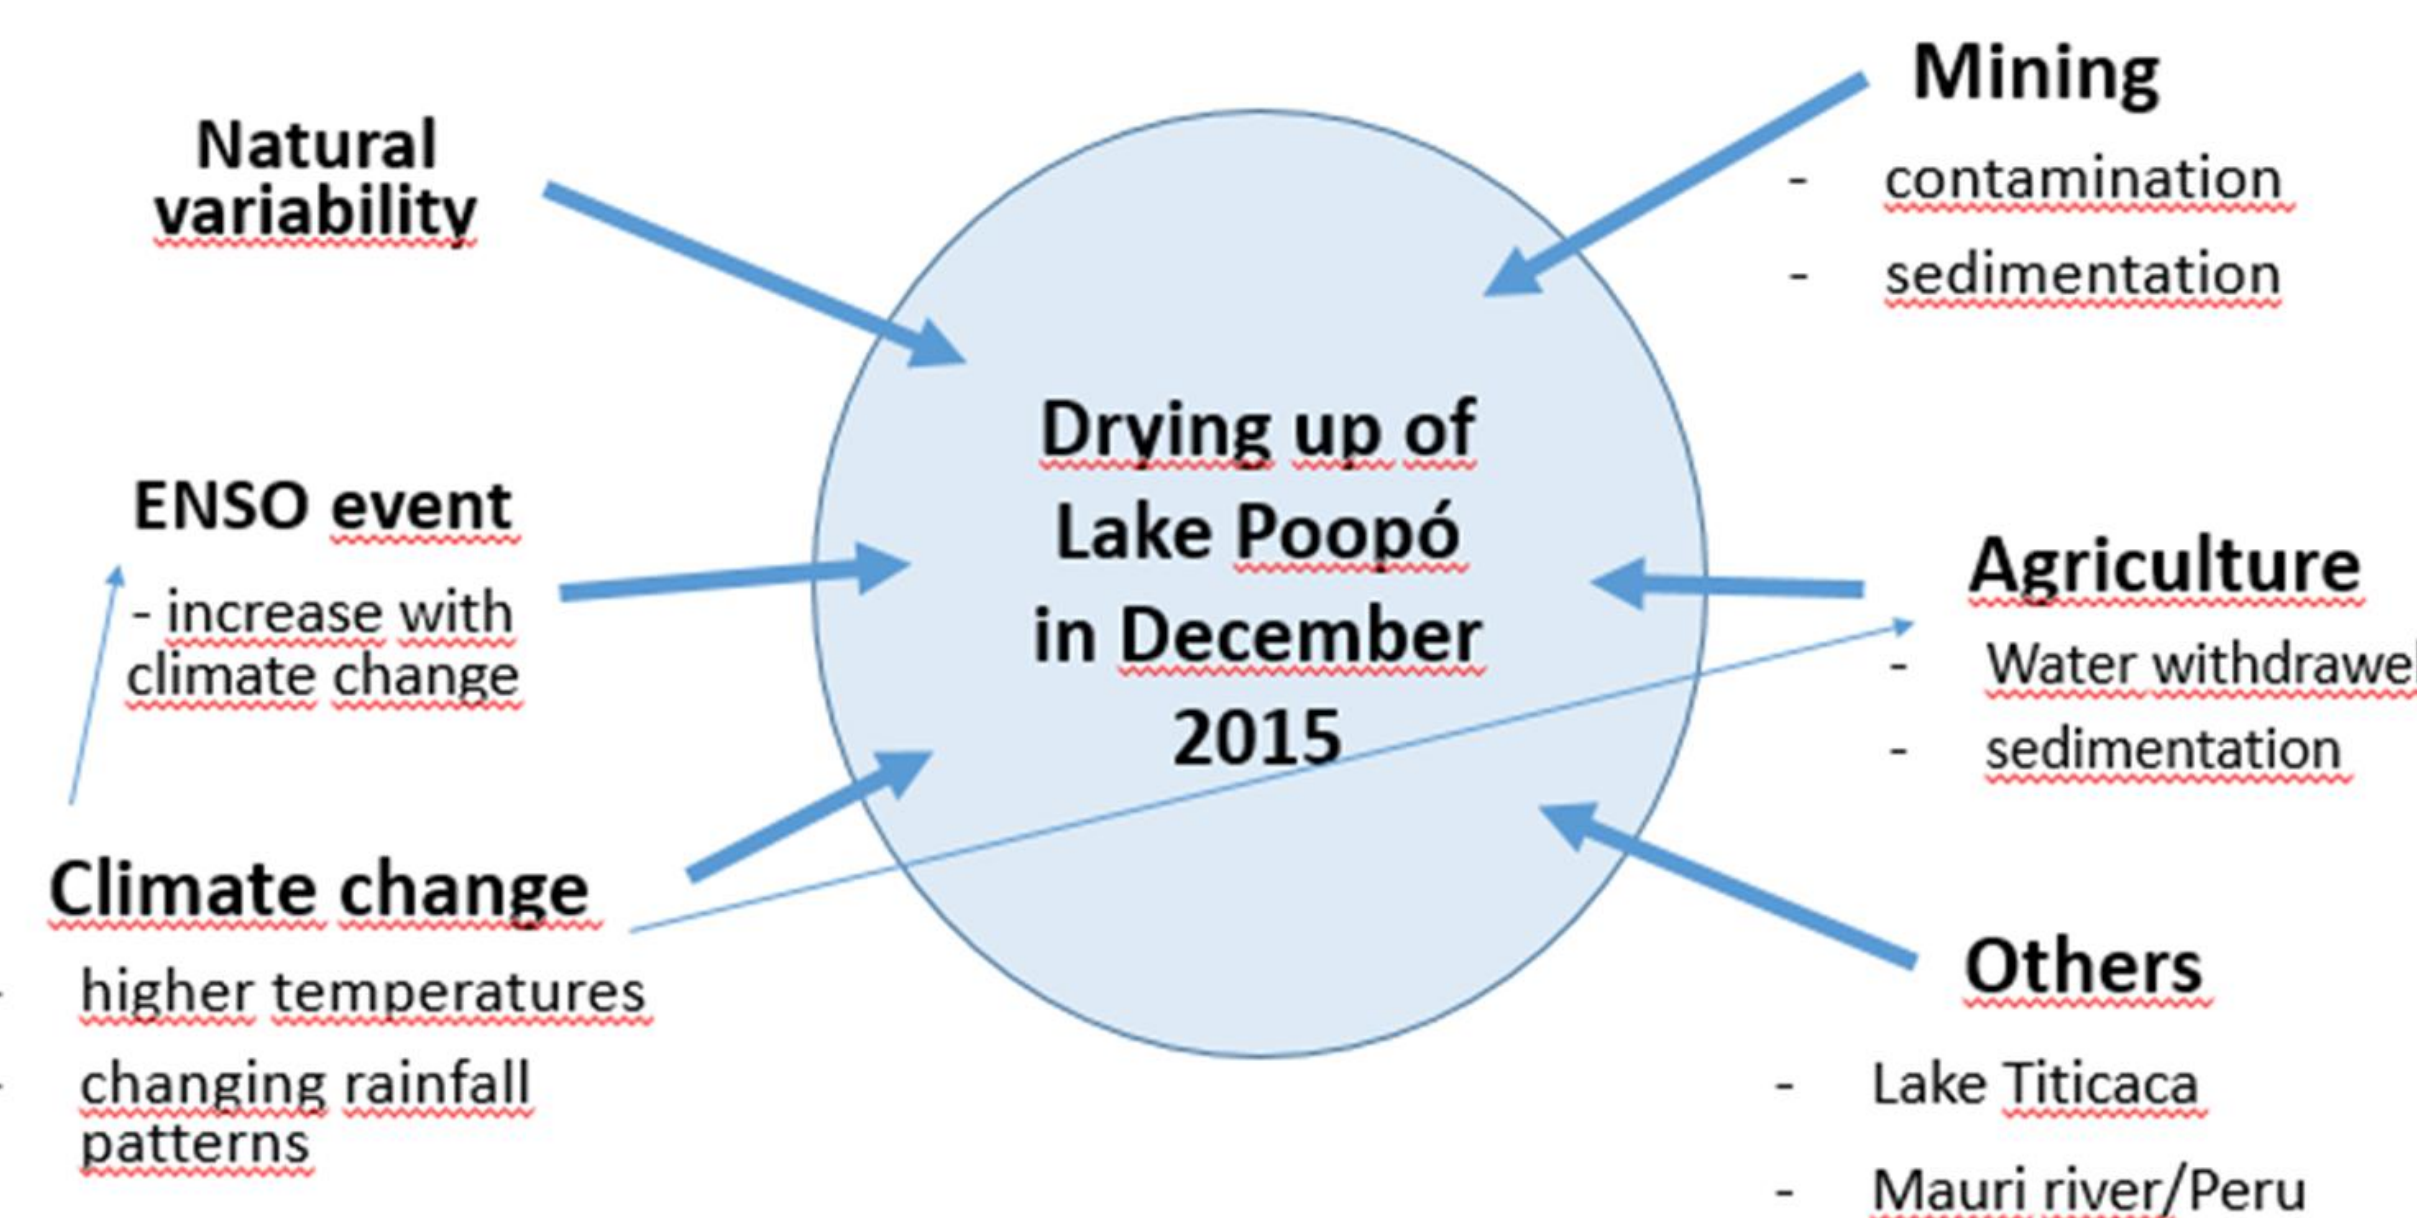 Natural
variability
ENSO event
- increase with
climate change
Climate change
- higher temperatures
- changing rainfall
patterns
Drying up of
Lake Poopó
in December
2015
Mining
- contamination
- sedimentation
Agriculture
- Water withdrawel
- sedimentation
Others
- Lake Titicaca
- Mauri river/Peru